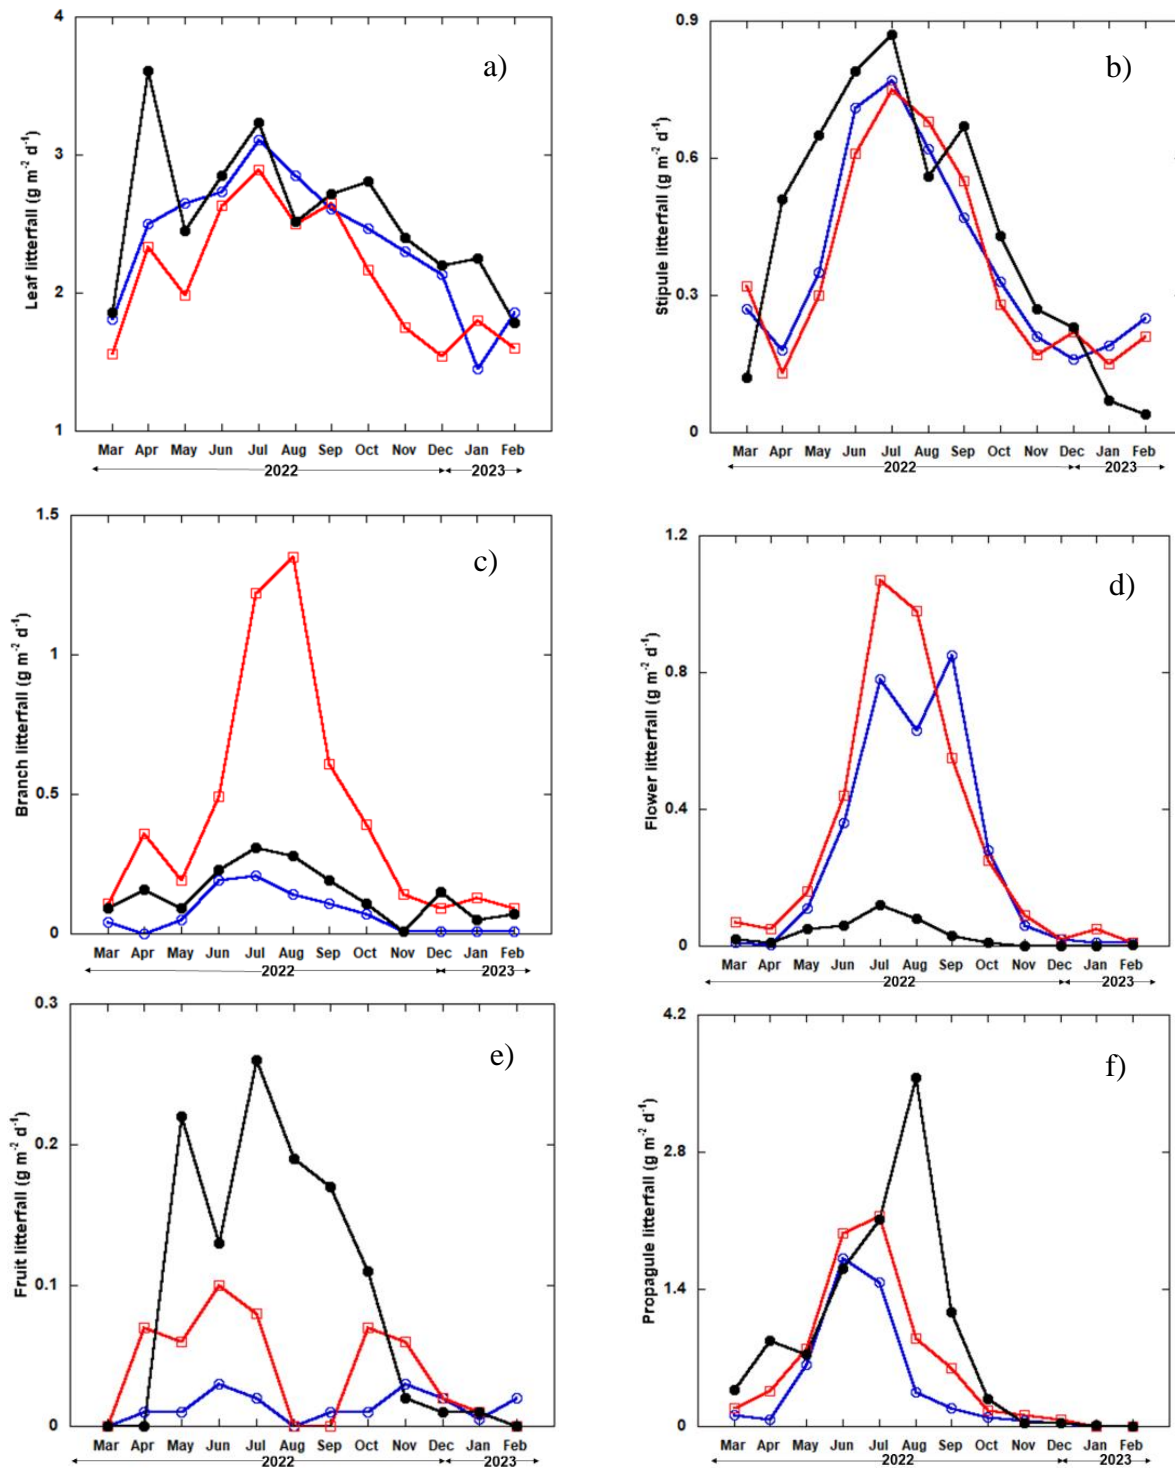 4
3
2
1
Leaf litterfall (g m⁻² d⁻¹)
a)
Mar Apr May Jun Jul Aug Sep Oct Nov Dec Jan Feb
2022 2023
0.9
0.6
0.3
0
Stipule litterfall (g m⁻² d⁻¹)
b)
Mar Apr May Jun Jul Aug Sep Oct Nov Dec Jan Feb
2022 2023
1.5
1
0.5
0
Branch litterfall (g m⁻² d⁻¹)
c)
Mar Apr May Jun Jul Aug Sep Oct Nov Dec Jan Feb
2022 2023
1.2
0.8
0.4
0
Flower litterfall (g m⁻² d⁻¹)
d)
Mar Apr May Jun Jul Aug Sep Oct Nov Dec Jan Feb
2022 2023
0.3
0.2
0.1
0
Fruit litterfall (g m⁻² d⁻¹)
e)
Mar Apr May Jun Jul Aug Sep Oct Nov Dec Jan Feb
2022 2023
4.2
2.8
1.4
0
Propagule litterfall (g m⁻² d⁻¹)
f)
Mar Apr May Jun Jul Aug Sep Oct Nov Dec Jan Feb
2022 2023